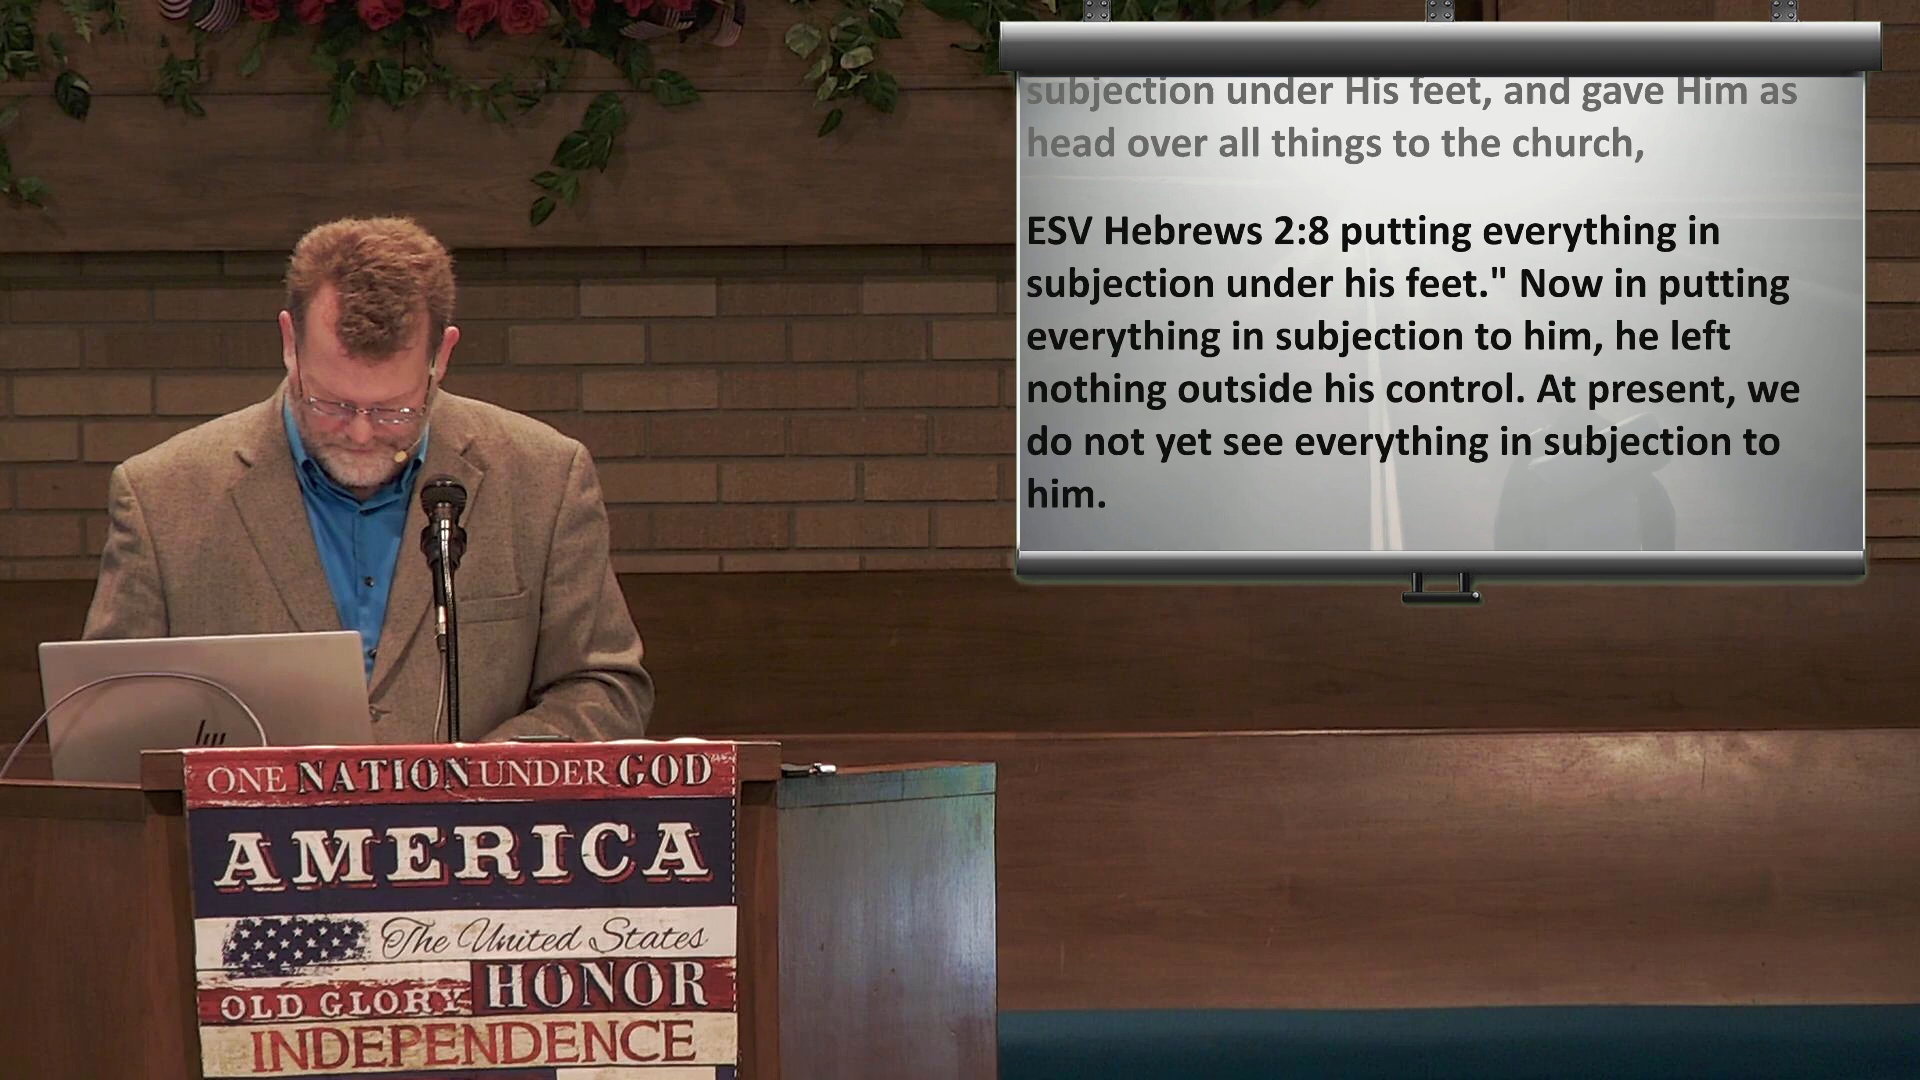 subjection under His feet, and gave Him as
head over all things to the church,
ESV Hebrews 2:8 putting everything in
subjection under his feet." Now in putting
everything in subjection to him, he left
nothing outside his control. At present, we
do not yet see everything in subjection to
him.
hp
ONE NATION UNDER GOD
AMERICA
The United States
OLD GLORY HONOR
INDEPENDENCE